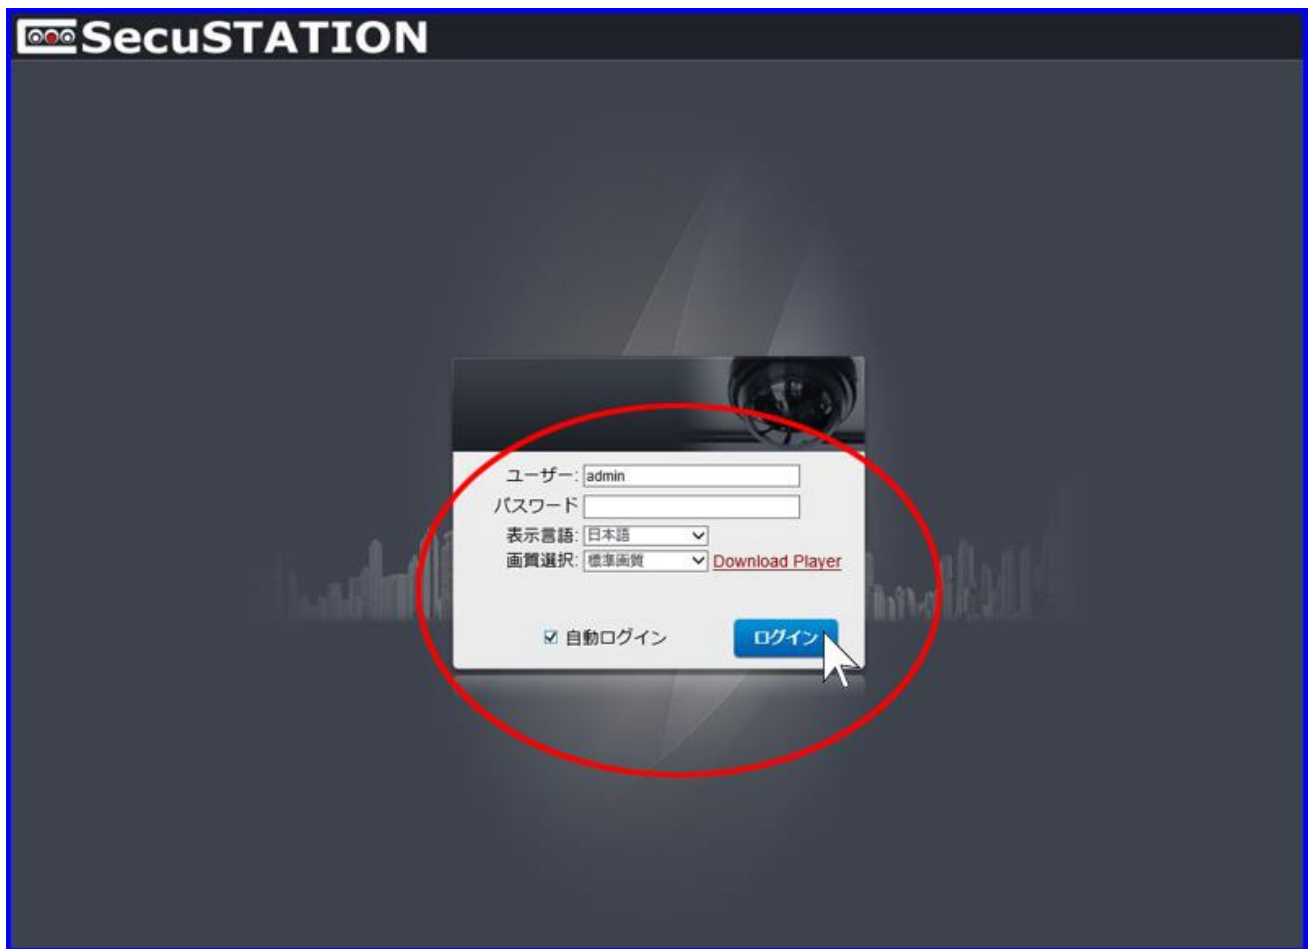 SecuSTATION
ユーザー: admin
パスワード
表示言語: 日本語
画質選択: 標準画質 Download Player
自動ログイン ログイン